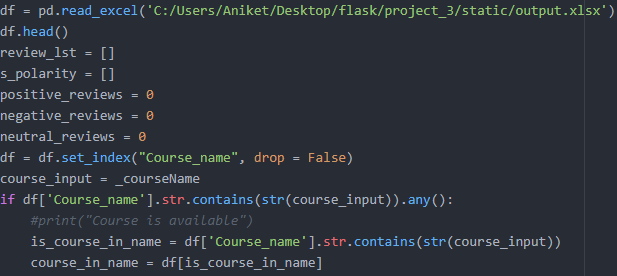 df = pd.read_excel('C:/Users/Aniket/Desktop/flask/project_3/static/output.xlsx')
df.head()
review_lst = []
s_polarity = []
positive_reviews = 0
negative_reviews = 0
neutral_reviews = 0
df = df.set_index("Course_name", drop = False)
course_input = _courseName
if df['Course_name'].str.contains(str(course_input)).any():
    #print("Course is available")
    is_course_in_name = df['Course_name'].str.contains(str(course_input))
    course_in_name = df[is_course_in_name]